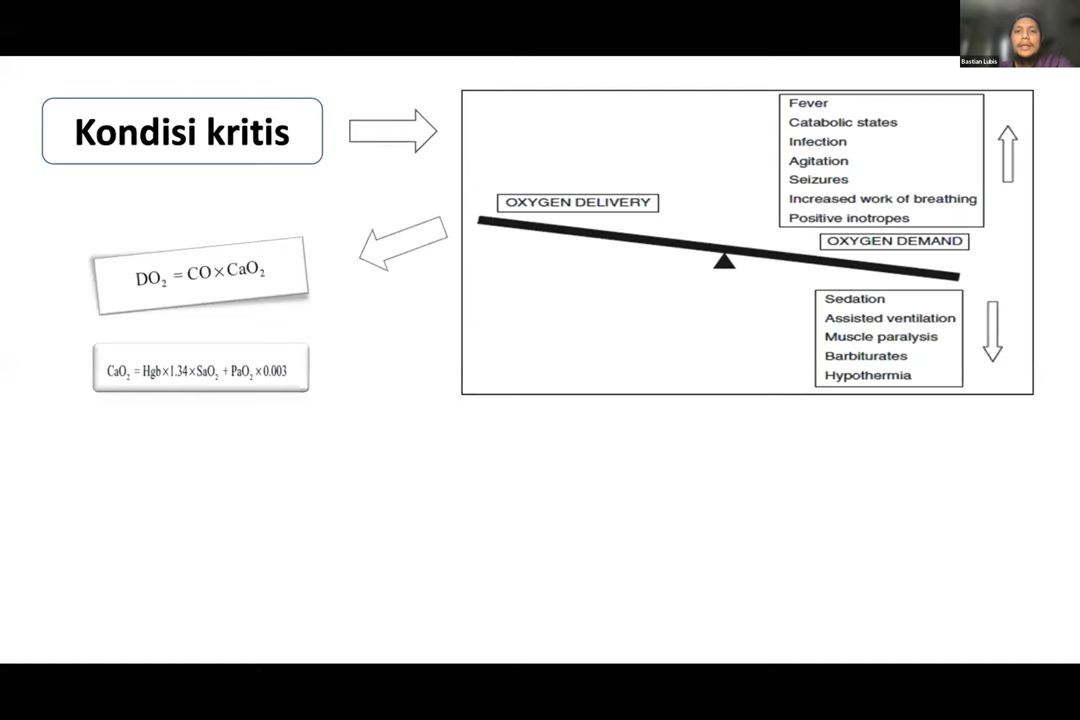 Bastian Lubis
Kondisi kritis
Fever
Catabolic states
Infection
Agitation
Seizures
Increased work of breathing
Positive inotropes
OXYGEN DELIVERY
OXYGEN DEMAND
DO₂ = CO×CaO₂
Sedation
Assisted ventilation
Muscle paralysis
Barbiturates
Hypothermia
CaO₂ = Hgb×1.34×SaO₂ + PaO₂×0.003